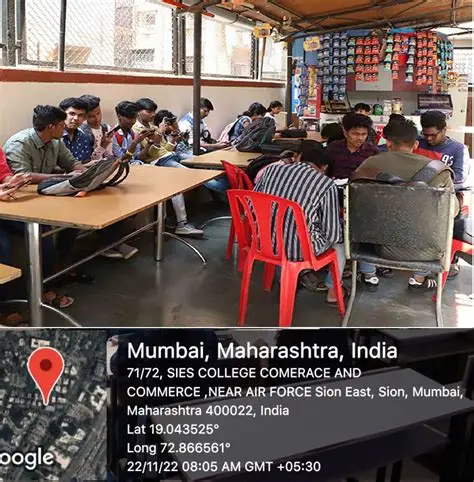 Mumbai, Maharashtra, India
71/72, SIES COLLEGE COMERACE AND
COMMERCE ,NEAR AIR FORCE Sion East, Sion, Mumbai,
Maharashtra 400022, India
Lat 19.043525°
Long 72.866561°
22/11/22 08:05 AM GMT +05:30
oogle